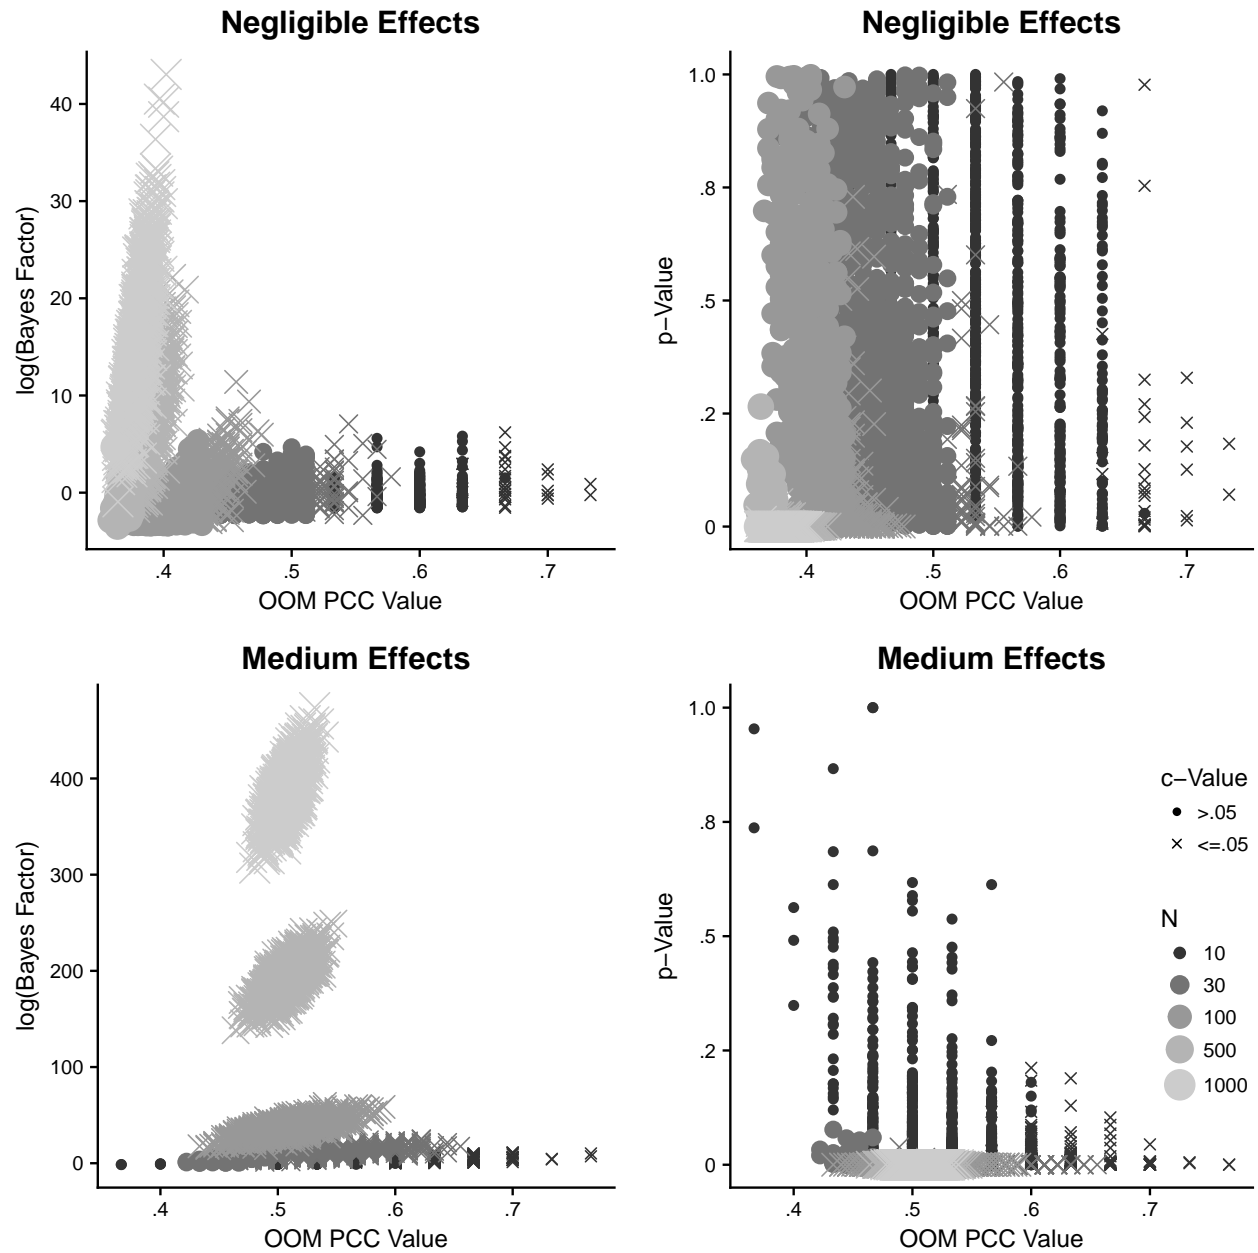 Negligible Effects
log(Bayes Factor)
40
30
20
10
0
.4 .5 .6 .7
OOM PCC Value
Negligible Effects
p−Value
1.0
.8
.5
.2
0
.4 .5 .6 .7
OOM PCC Value
Medium Effects
log(Bayes Factor)
400
300
200
100
0
.4 .5 .6 .7
OOM PCC Value
Medium Effects
p−Value
1.0
.8
.5
.2
0
.4 .5 .6 .7
OOM PCC Value
c−Value
>.05
<=.05
N
10
30
100
500
1000